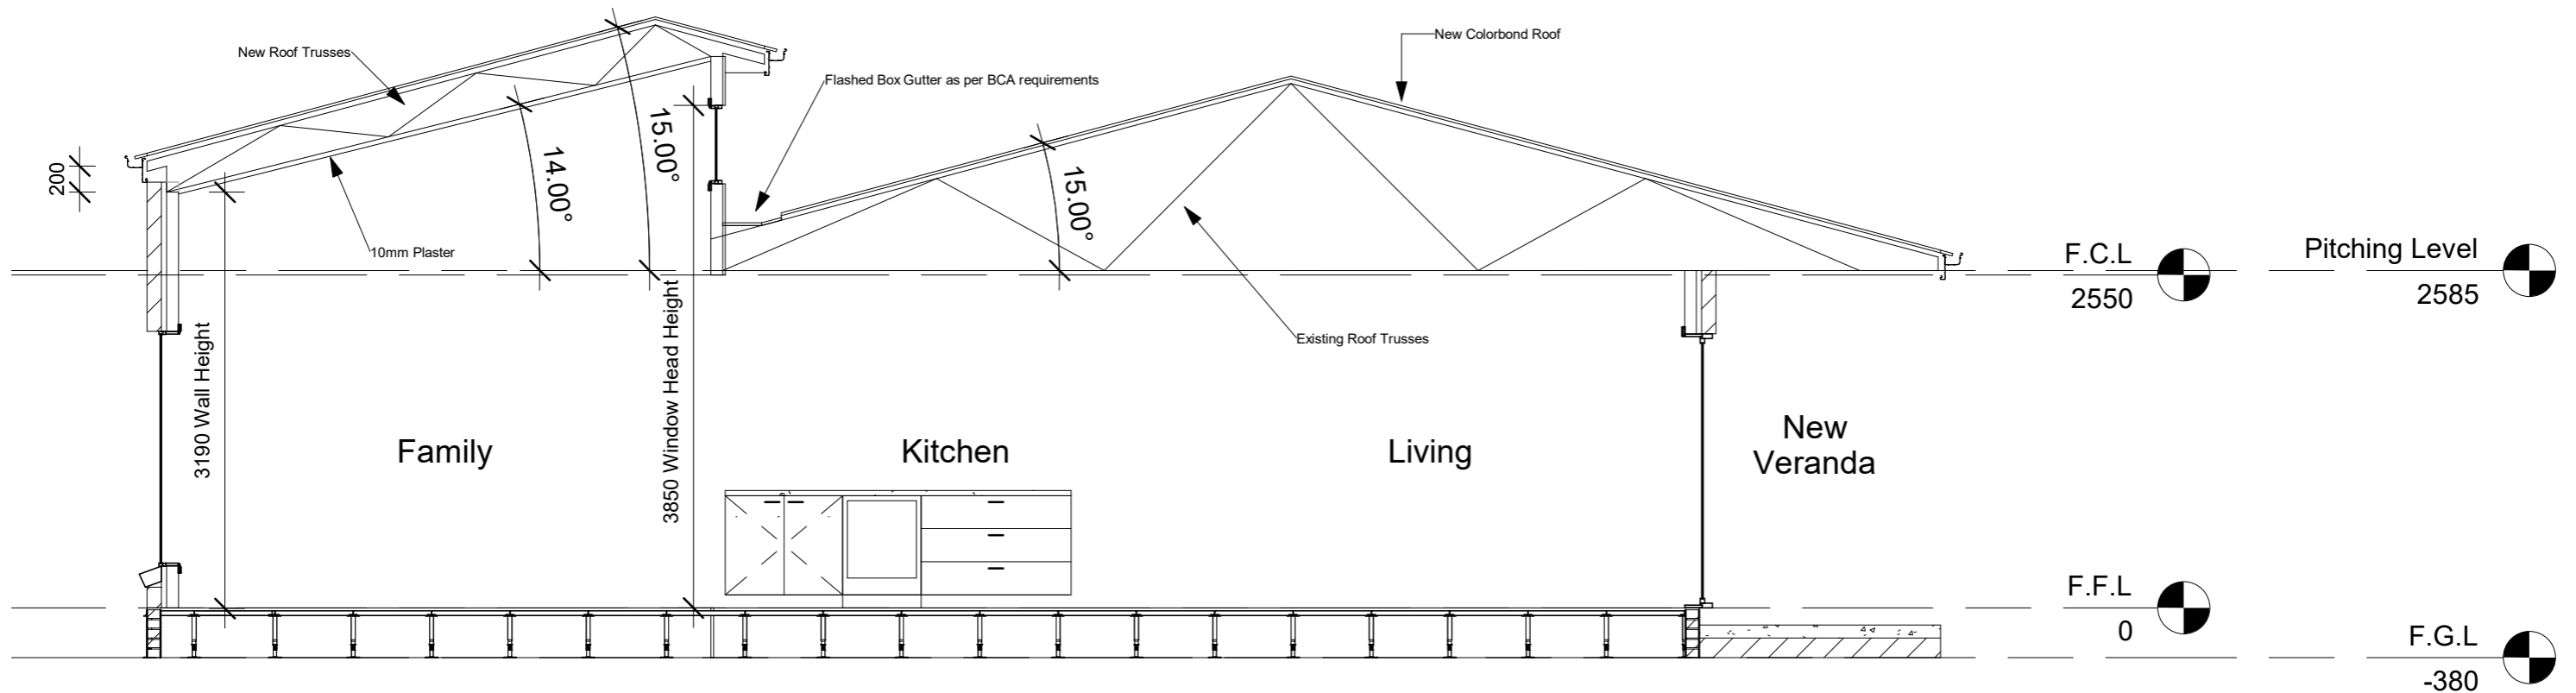 New Roof Trusses
New Colorbond Roof
Flashed Box Gutter as per BCA requirements
200
15.00°
14.00°
15.00°
10mm Plaster
F.C.L
2550
Pitching Level
2585
3190 Wall Height
3850 Window Head Height
Existing Roof Trusses
Family
Kitchen
Living
New
Veranda
F.F.L
0
F.G.L
-380